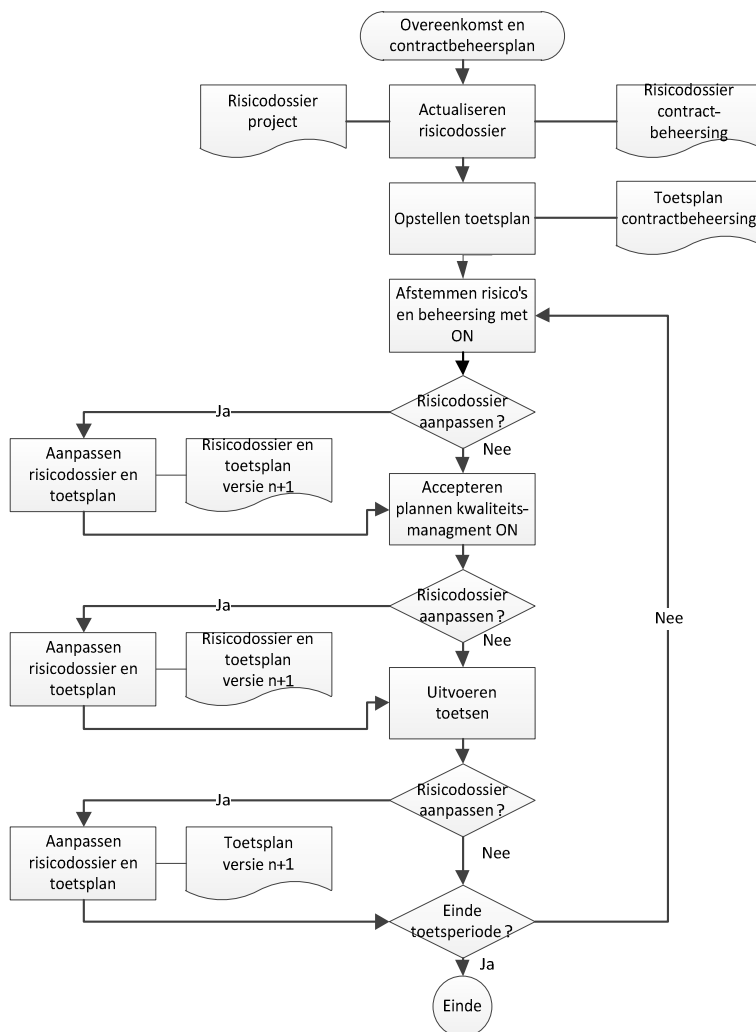 Overeenkomst en
contractbeheersplan
Risicodossier
project
Actualiseren
risicodossier
Risicodossier
contract-
beheersing
Opstellen toetsplan
Toetsplan
contractbeheersing
Afstemmen risico's
en beheersing met
ON
Risicodossier
aanpassen ?
Ja
Nee
Aanpassen
risicodossier en
toetsplan
Risicodossier en
toetsplan
versie n+1
Accepteren
plannen kwaliteits-
managment ON
Risicodossier
aanpassen ?
Ja
Nee
Nee
Aanpassen
risicodossier en
toetsplan
Risicodossier en
toetsplan
versie n+1
Uitvoeren
toetsen
Risicodossier
aanpassen ?
Ja
Nee
Aanpassen
risicodossier en
toetsplan
Toetsplan
versie n+1
Einde
toetsperiode ?
Ja
Einde